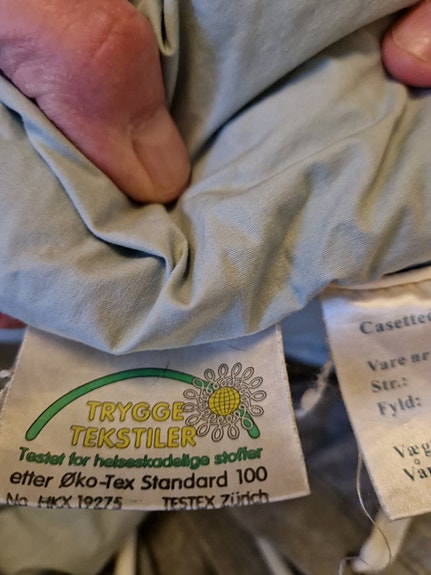 TRYGGE
TEKSTILER
Testet for helseskadelige stoffer
etter Øko-Tex Standard 100
No. HKX 19275 TESTEX Zürich
Vare nr
Str.:
Fyld: